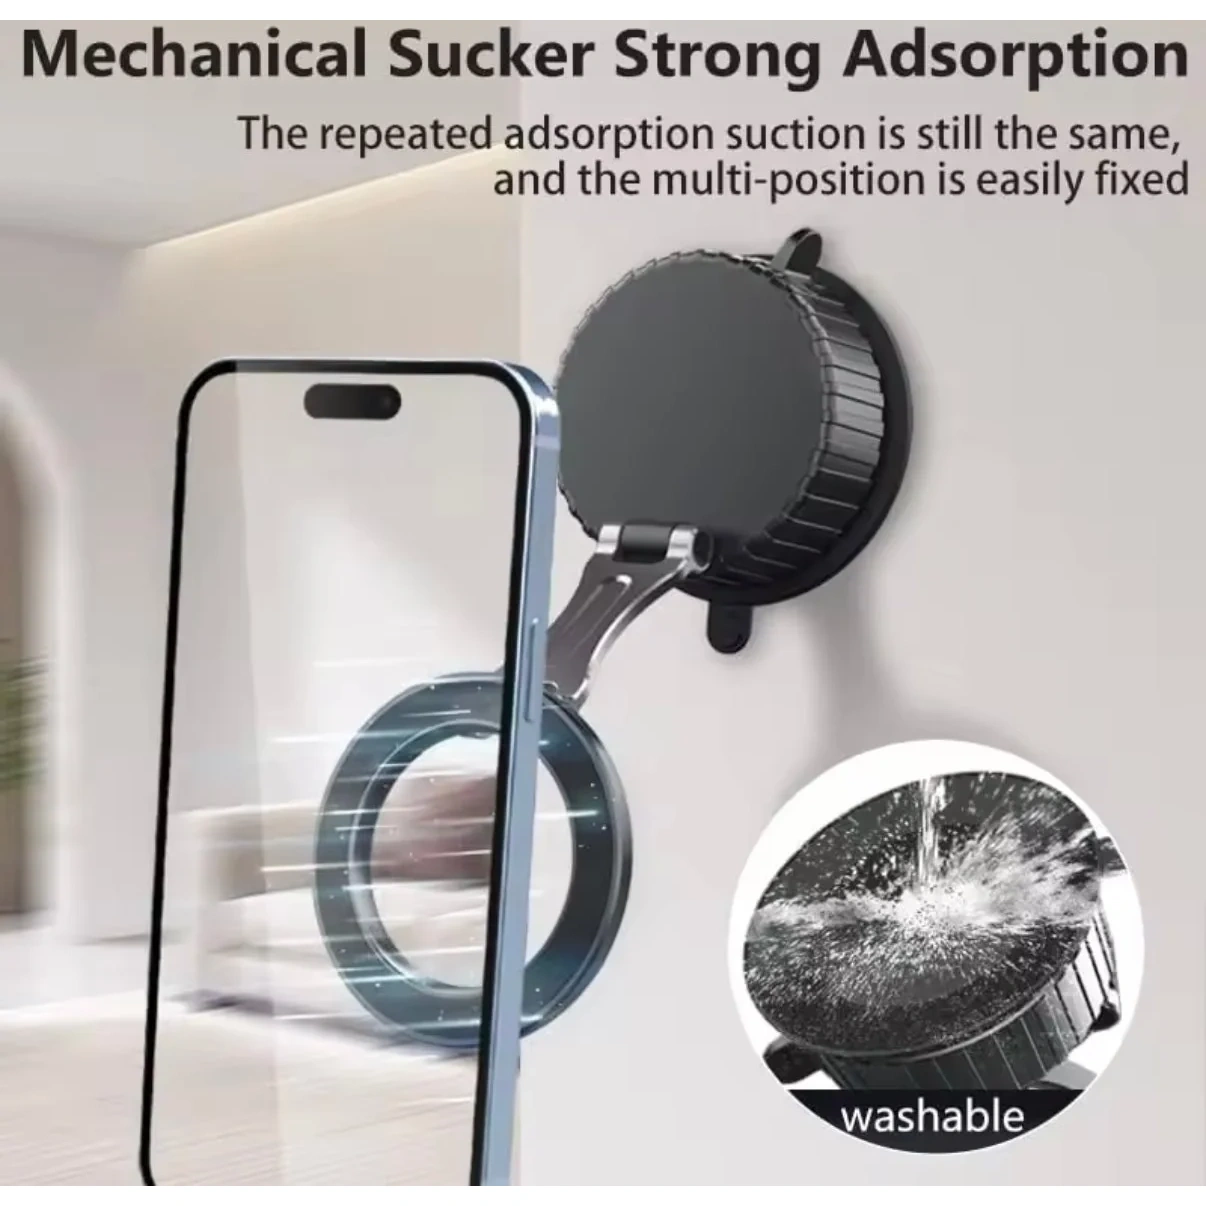 Mechanical Sucker Strong Adsorption
The repeated adsorption suction is still the same,
and the multi-position is easily fixed
washable